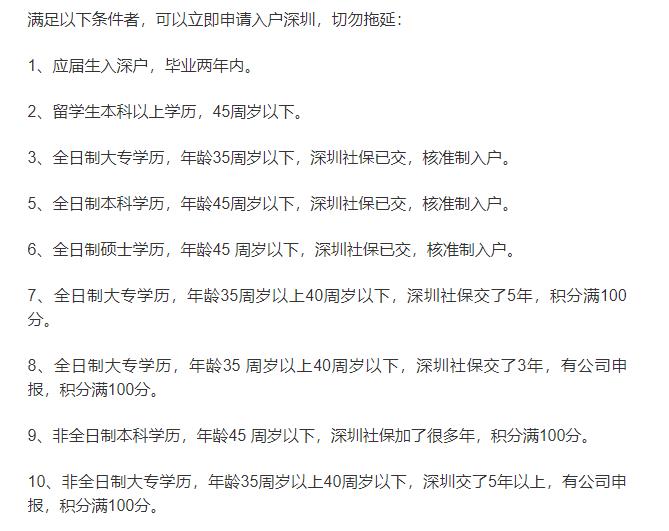 满足以下条件者，可以立即申请入户深圳，切勿拖延：
1、应届生入深户，毕业两年内。
2、留学生本科以上学历，45周岁以下。
3、全日制大专学历，年龄35周岁以下，深圳社保已交，核准制入户。
5、全日制本科学历，年龄45周岁以下，深圳社保已交，核准制入户。
6、全日制硕士学历，年龄45 周岁以下，深圳社保已交，核准制入户。
7、全日制大专学历，年龄35周岁以上40周岁以下，深圳社保交了5年，积分满100
分。
8、全日制大专学历，年龄35 周岁以上40周岁以下，深圳社保交了3年，有公司申
报，积分满100分。
9、非全日制本科学历，年龄45 周岁以下，深圳社保加了很多年，积分满100分。
10、非全日制大专学历，年龄35周岁以上40周岁以下，深圳交了5年以上，有公司申
报，积分满100分。